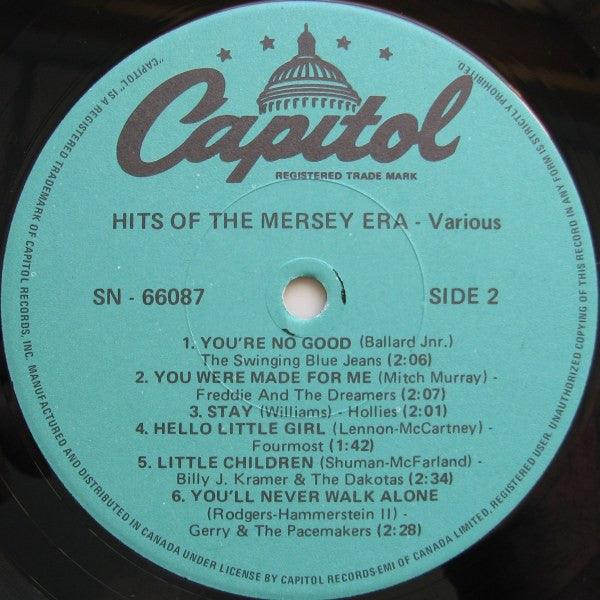 Capitol
REGISTERED TRADE MARK
HITS OF THE MERSEY ERA - Various
SN - 66087
SIDE 2
1. YOU'RE NO GOOD (Ballard Jnr.)
The Swinging Blue Jeans (2:06)
2. YOU WERE MADE FOR ME (Mitch Murray) -
Freddie And The Dreamers (2:07)
3. STAY (Williams) - Hollies (2:01)
4. HELLO LITTLE GIRL (Lennon-McCartney) -
Fourmost (1:42)
5. LITTLE CHILDREN (Shuman-McFarland) -
Billy J. Kramer & The Dakotas (2:34)
6. YOU'LL NEVER WALK ALONE
(Rodgers-Hammerstein II) -
Gerry & The Pacemakers (2:28)
"CAPITOL" IS A REGISTERED TRADEMARK OF CAPITOL RECORDS, INC. MANUFACTURED AND DISTRIBUTED IN CANADA UNDER LICENSE BY CAPITOL RECORDS-EMI OF CANADA LIMITED, REGISTERED USER. UNAUTHORIZED COPYING OF THIS RECORD IN ANY FORM IS STRICTLY PROHIBITED.